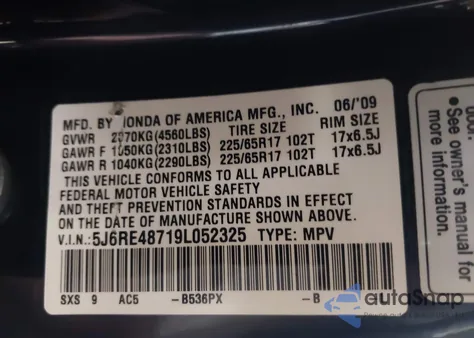 MFD. BY HONDA OF AMERICA MFG., INC. 06/'09
GVWR 2070KG(4560LBS) TIRE SIZE RIM SIZE
GAWR F 1050KG(2310LBS) 225/65R17 102T 17x6.5J
GAWR R 1040KG(2290LBS) 225/65R17 102T 17x6.5J
THIS VEHICLE CONFORMS TO ALL APPLICABLE
FEDERAL MOTOR VEHICLE SAFETY
AND THEFT PREVENTION STANDARDS IN EFFECT
ON THE DATE OF MANUFACTURE SHOWN ABOVE.
V.I.N.: 5J6RE48719L052325 TYPE: MPV
SXS 9 AC5 -B536PX -B
See owner's
manual for
more
information.
autoSnap